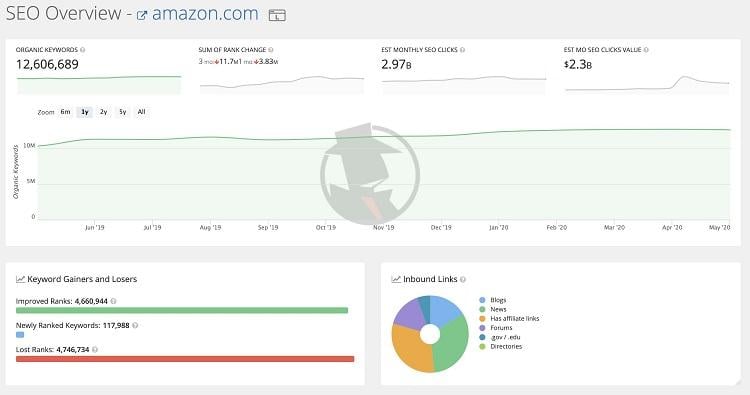 SEO Overview - amazon.com
ORGANIC KEYWORDS
12,606,689
SUM OF RANK CHANGE
3 mo 11.7M 1 mo 3.83M
EST MONTHLY SEO CLICKS
2.97B
EST MO SEO CLICKS VALUE
$2.3B
Zoom 6m 1y 2y 5y All
Organic Keywords
10M
5M
0
Jun '19 Jul '19 Aug '19 Sep '19 Oct '19 Nov '19 Dec '19 Jan '20 Feb '20 Mar '20 Apr '20 May '20
Keyword Gainers and Losers
Improved Ranks: 4,660,944
Newly Ranked Keywords: 117,988
Lost Ranks: 4,746,734
Inbound Links
Blogs
News
Has affiliate links
Forums
.gov / .edu
Directories